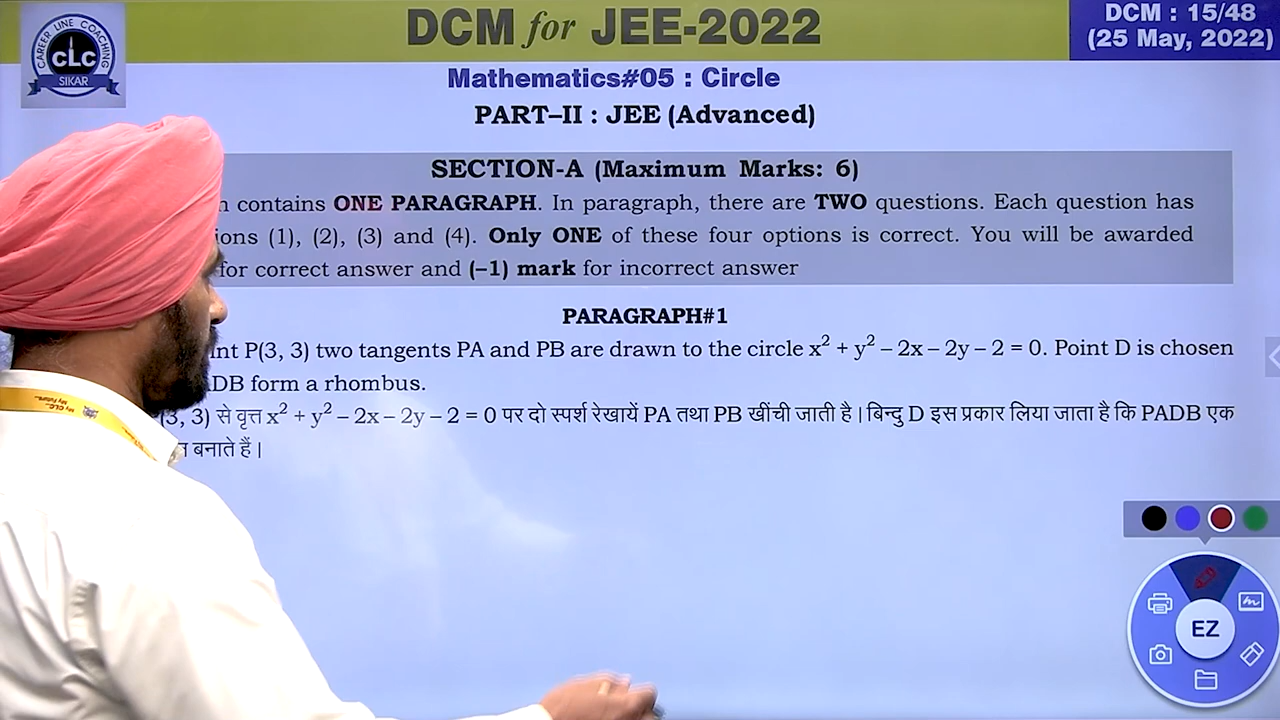 DCM for JEE-2022
DCM : 15/48
(25 May, 2022)
CAREER LINE COACHING
CLC
SIKAR
Mathematics#05 : Circle
PART–II : JEE (Advanced)
SECTION-A (Maximum Marks: 6)
contains ONE PARAGRAPH. In paragraph, there are TWO questions. Each question has
(1), (2), (3) and (4). Only ONE of these four options is correct. You will be awarded
for correct answer and (–1) mark for incorrect answer
PARAGRAPH#1
P(3, 3) two tangents PA and PB are drawn to the circle x² + y² – 2x – 2y – 2 = 0. Point D is chosen
DB form a rhombus.
(3, 3) से वृत्त x² + y² – 2x – 2y – 2 = 0 पर दो स्पर्श रेखायें PA तथा PB खींची जाती है। बिन्दु D इस प्रकार लिया जाता है कि PADB एक
बनाते हैं।
EZ
My CLC..
My Future...